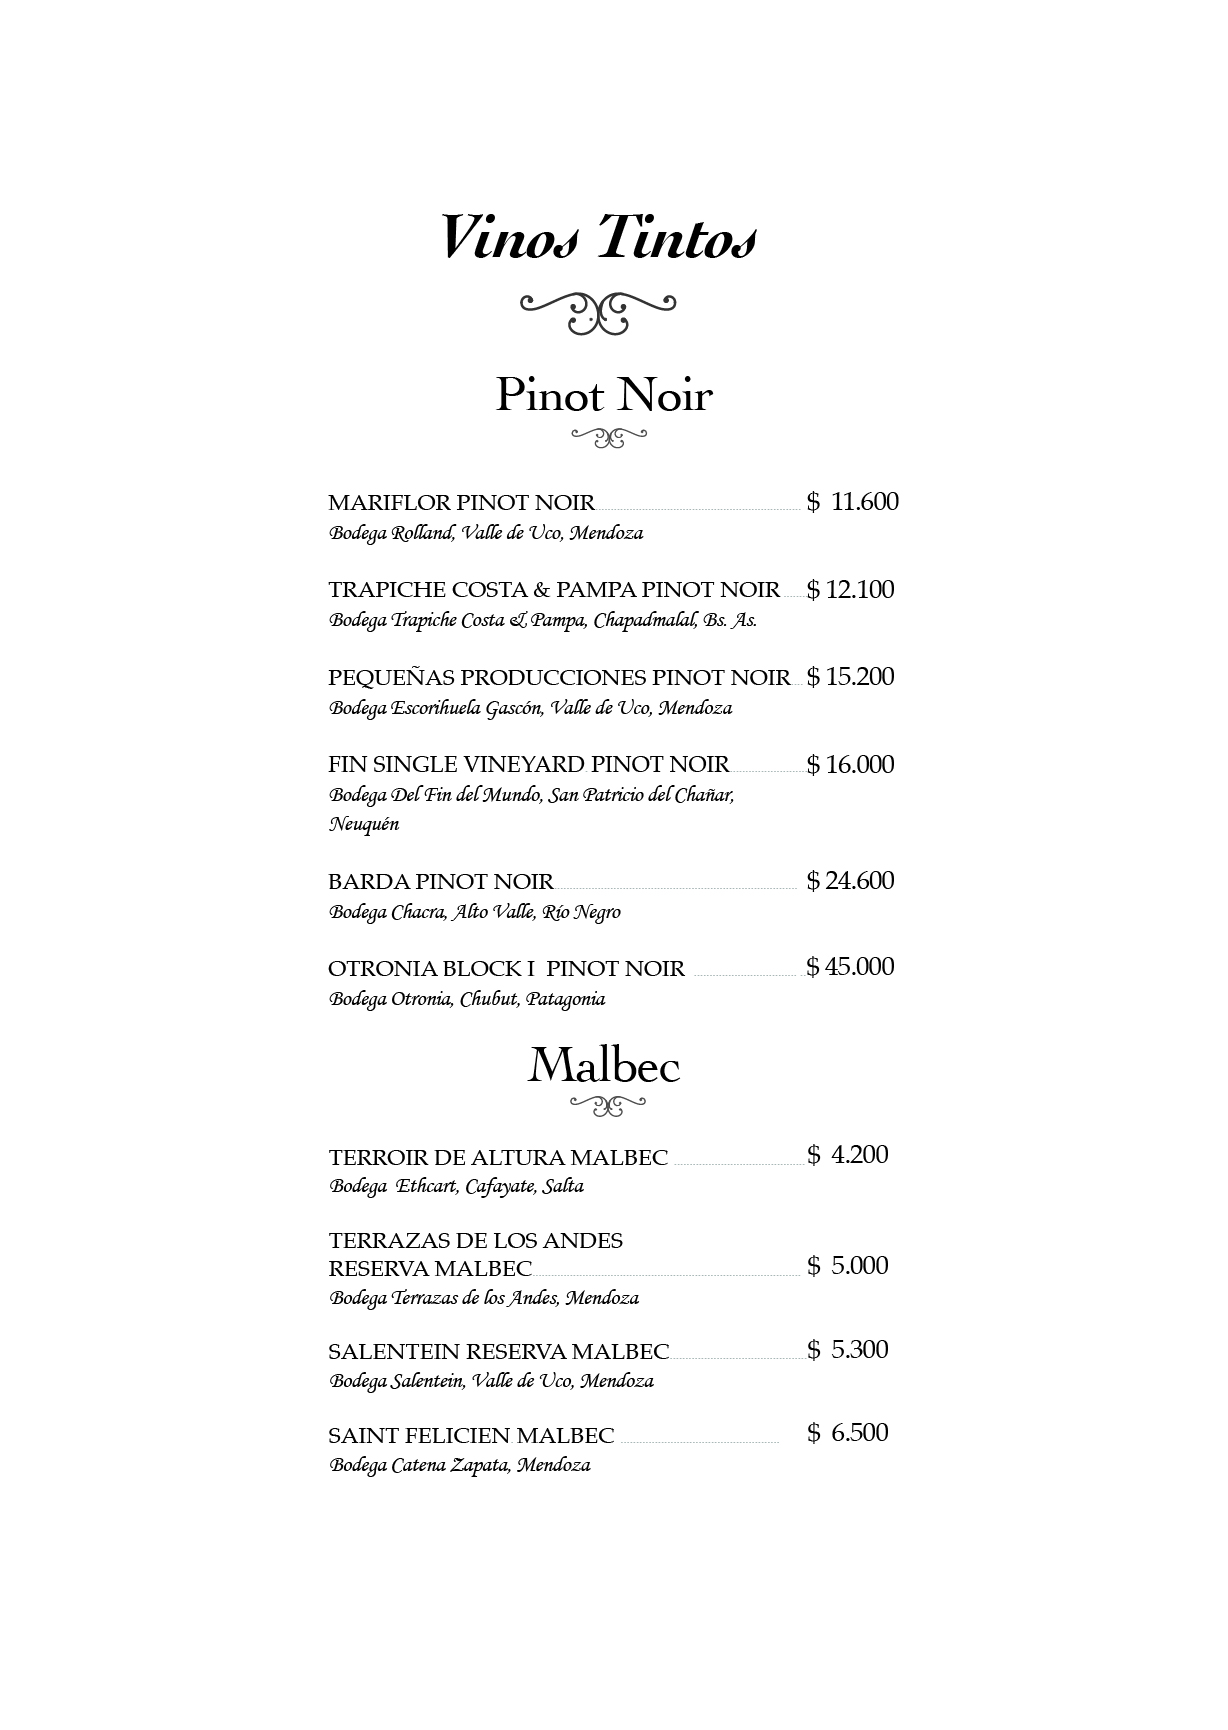 Vinos Tintos
Pinot Noir
MARIFLOR PINOT NOIR $ 11.600
Bodega Rolland, Valle de Uco, Mendoza
TRAPICHE COSTA & PAMPA PINOT NOIR $ 12.100
Bodega Trapiche Costa & Pampa, Chapadmalal, Bs. As.
PEQUEÑAS PRODUCCIONES PINOT NOIR $ 15.200
Bodega Escorihuela Gascón, Valle de Uco, Mendoza
FIN SINGLE VINEYARD PINOT NOIR $ 16.000
Bodega Del Fin del Mundo, San Patricio del Chañar,
Neuquén
BARDA PINOT NOIR $ 24.600
Bodega Chacra, Alto Valle, Río Negro
OTRONIA BLOCK I PINOT NOIR $ 45.000
Bodega Otronia, Chubut, Patagonia
Malbec
TERROIR DE ALTURA MALBEC $ 4.200
Bodega Ethcart, Cafayate, Salta
TERRAZAS DE LOS ANDES
RESERVA MALBEC $ 5.000
Bodega Terrazas de los Andes, Mendoza
SALENTEIN RESERVA MALBEC $ 5.300
Bodega Salentein, Valle de Uco, Mendoza
SAINT FELICIEN MALBEC $ 6.500
Bodega Catena Zapata, Mendoza